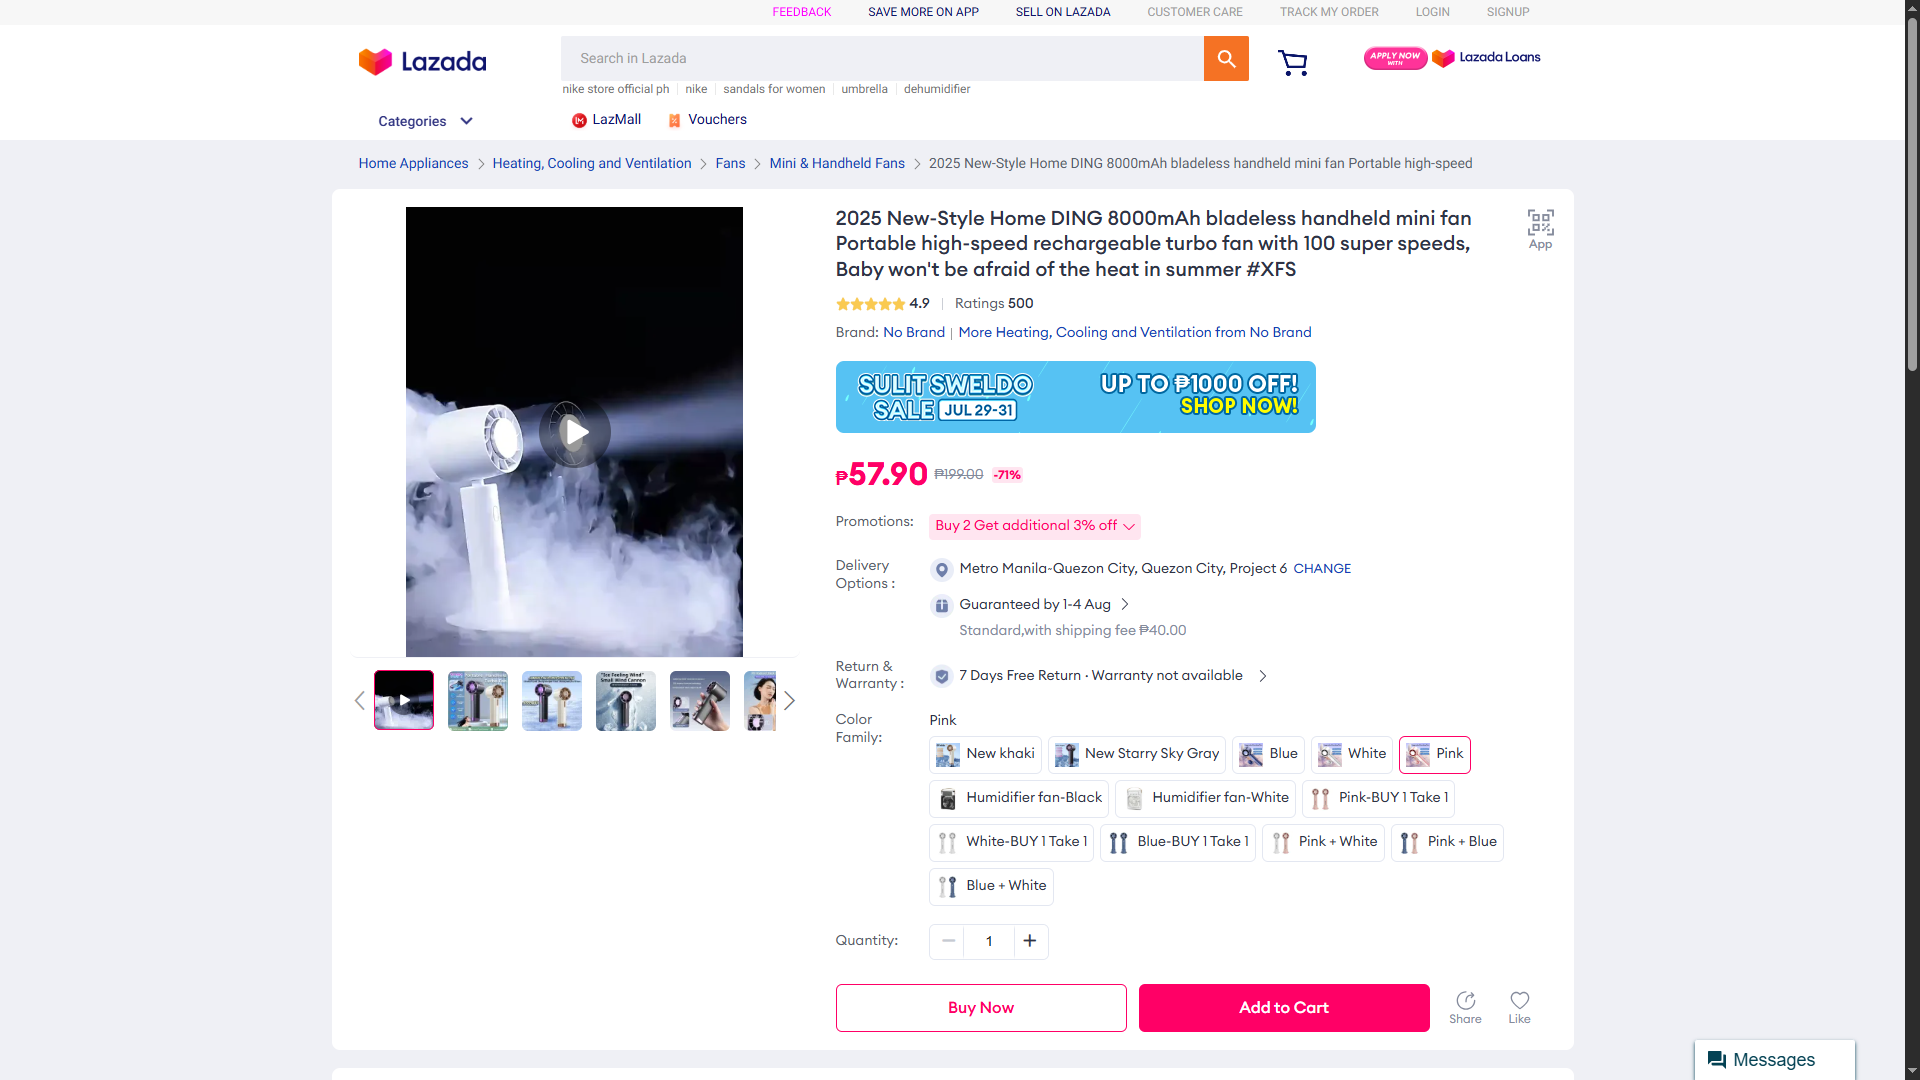 FEEDBACK
SAVE MORE ON APP
SELL ON LAZADA
CUSTOMER CARE
TRACK MY ORDER
LOGIN
SIGNUP
Lazada
Search in Lazada
APPLY NOW
WITH
Lazada Loans
nike store official ph
nike
sandals for women
umbrella
dehumidifier
Categories
LazMall
Vouchers
Home Appliances
Heating, Cooling and Ventilation
Fans
Mini & Handheld Fans
2025 New-Style Home DING 8000mAh bladeless handheld mini fan Portable high-speed
2025 New-Style Home DING 8000mAh bladeless handheld mini fan
Portable high-speed rechargeable turbo fan with 100 super speeds,
Baby won't be afraid of the heat in summer #XFS
App
4.9
Ratings 500
Brand: No Brand | More Heating, Cooling and Ventilation from No Brand
SULIT SWELDO
SALE JUL 29-31
UP TO ₱1000 OFF!
SHOP NOW!
₱57.90 ₱199.00 -71%
Promotions:
Buy 2 Get additional 3% off
Delivery
Options :
Metro Manila-Quezon City, Quezon City, Project 6 CHANGE
Guaranteed by 1-4 Aug
Standard,with shipping fee ₱40.00
Return &
Warranty :
7 Days Free Return · Warranty not available
Color
Family:
Pink
New khaki
New Starry Sky Gray
Blue
White
Pink
Humidifier fan-Black
Humidifier fan-White
Pink-BUY 1 Take 1
White-BUY 1 Take 1
Blue-BUY 1 Take 1
Pink + White
Pink + Blue
Blue + White
"Ice Feeling Wind"
Small Wind Cannon
Quantity:
1
Buy Now
Add to Cart
Share
Like
Messages